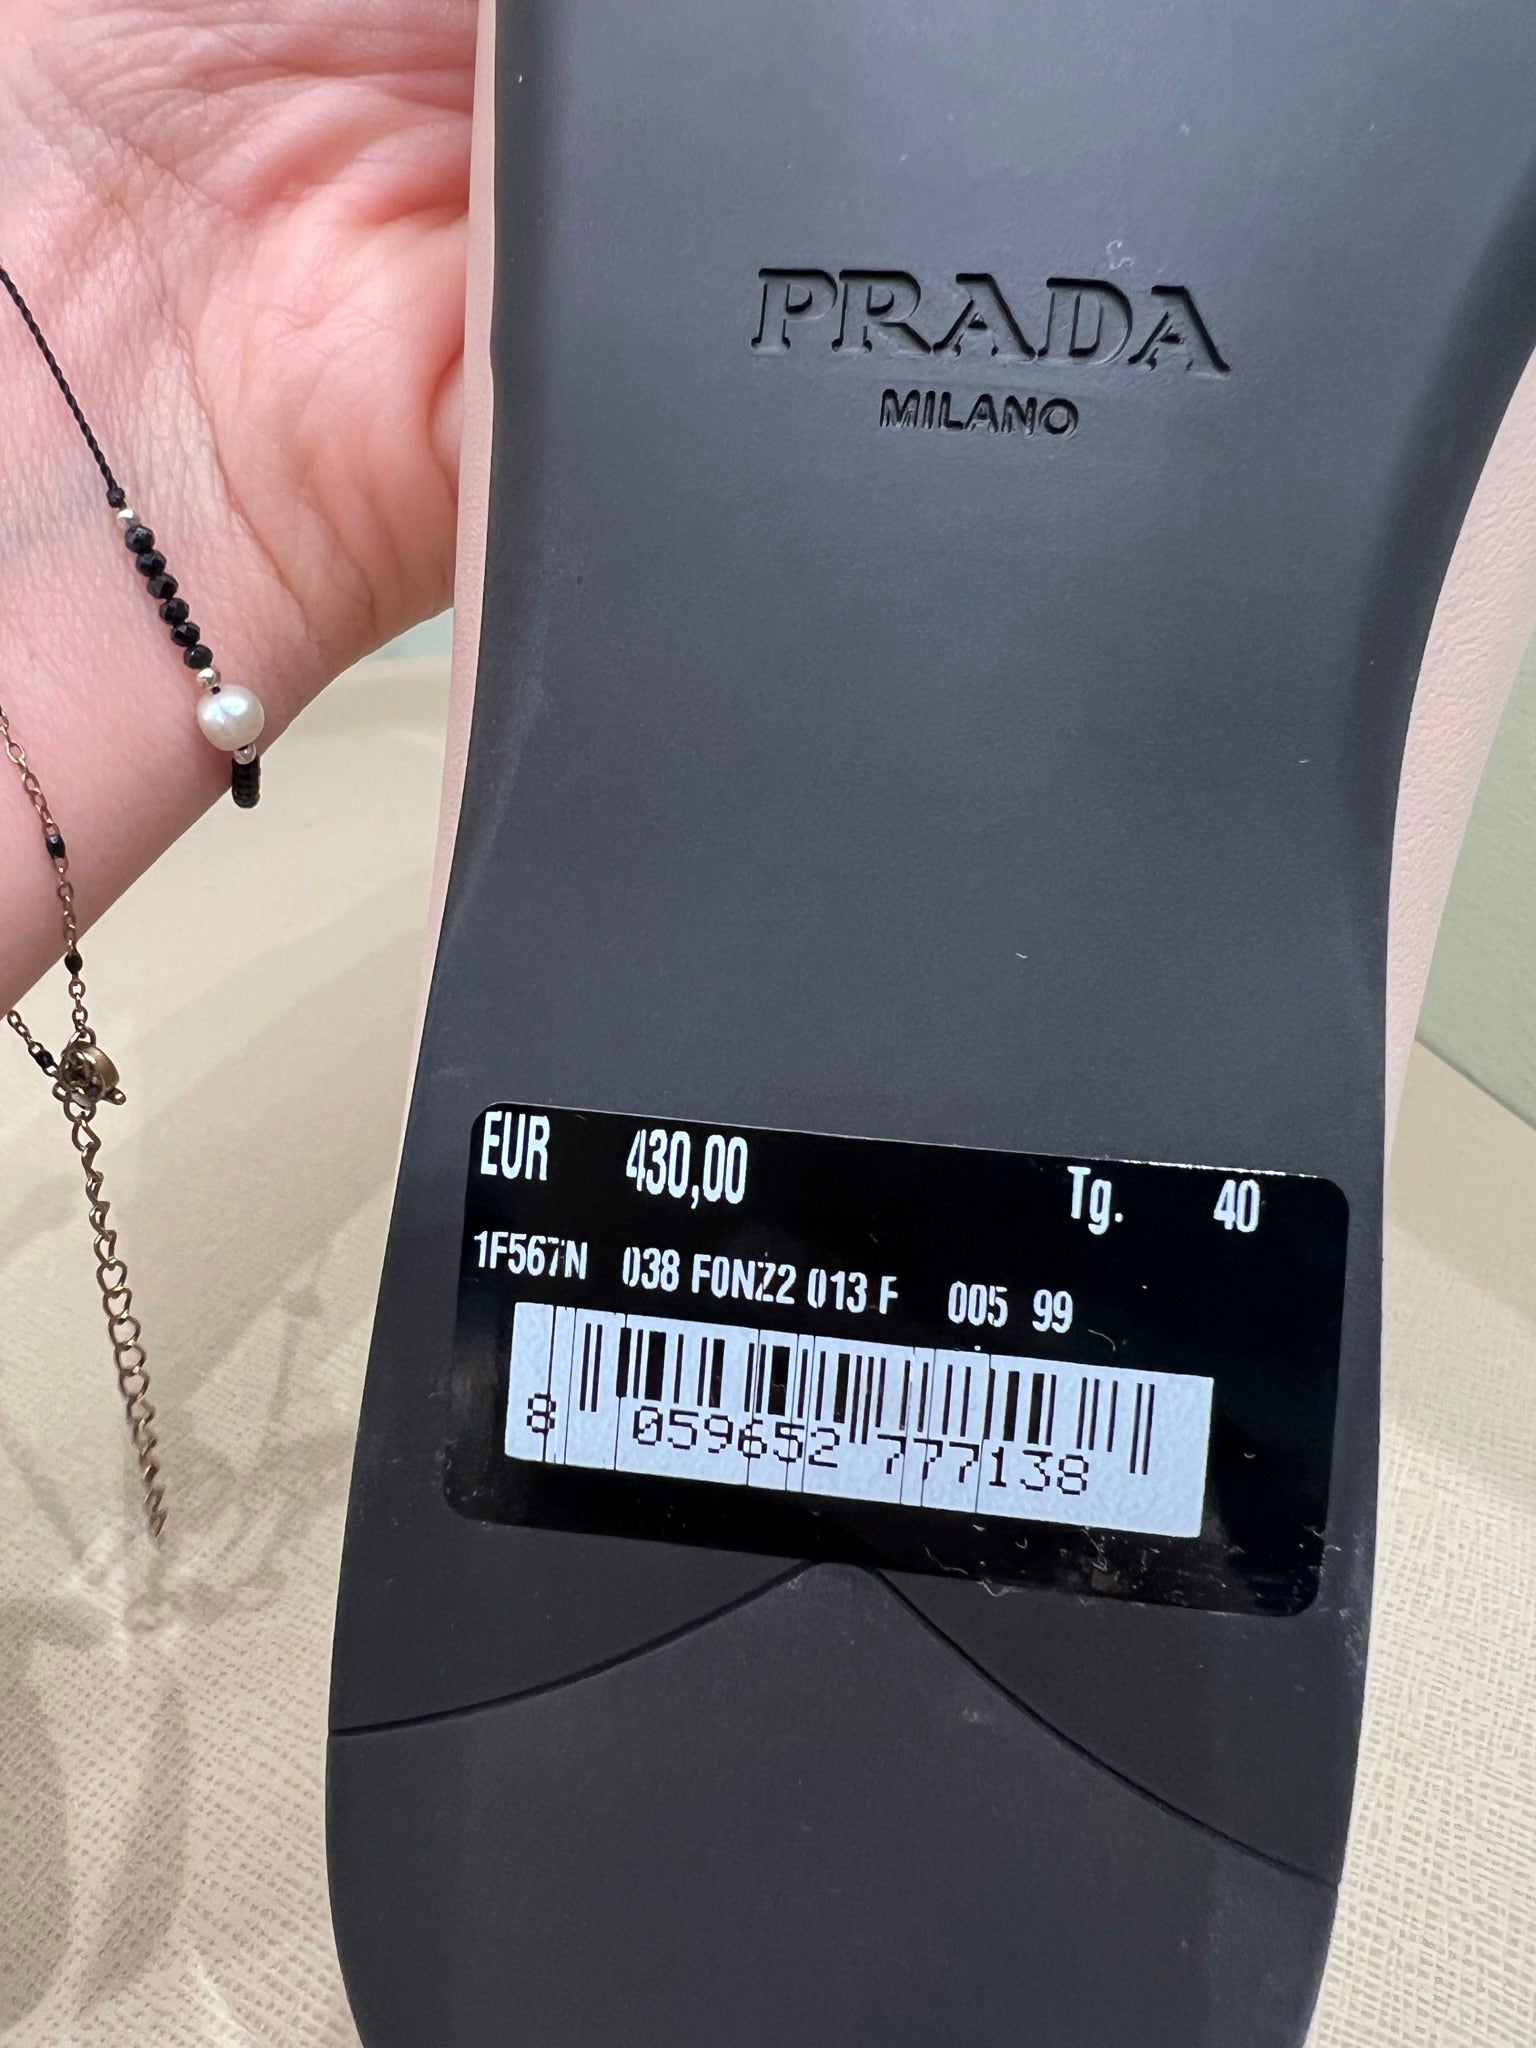 PRADA
MILANO
EUR 430,00 Tg. 40
1F567N 038 F0NZ2 013 F 005 99
8 059652 777138